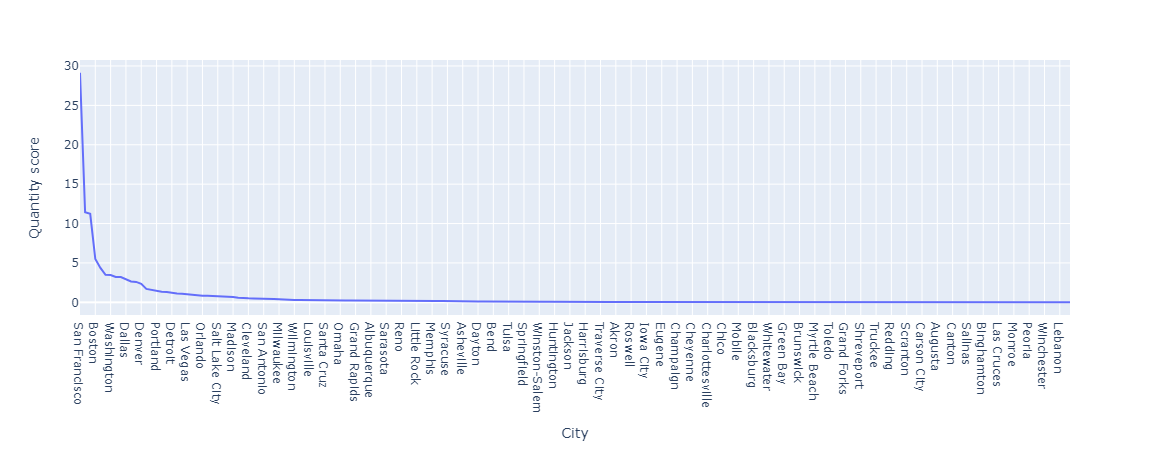 30
25
20
15
10
5
0
Quantity score
San Francisco
Boston
Washington
Dallas
Denver
Portland
Detroit
Las Vegas
Orlando
Salt Lake City
Madison
Cleveland
San Antonio
Milwaukee
Wilmington
Louisville
Santa Cruz
Omaha
Grand Rapids
Albuquerque
Sarasota
Reno
Little Rock
Memphis
Syracuse
Asheville
Dayton
Bend
Tulsa
Springfield
Winston-Salem
Huntington
Jackson
Harrisburg
Traverse City
Akron
Roswell
Iowa City
Eugene
Champaign
Cheyenne
Charlottesville
Chico
Mobile
Blacksburg
Whitewater
Green Bay
Brunswick
Myrtle Beach
Toledo
Grand Forks
Shreveport
Truckee
Redding
Scranton
Carson City
Augusta
Canton
Salinas
Binghamton
Las Cruces
Monroe
Peoria
Winchester
Lebanon
City